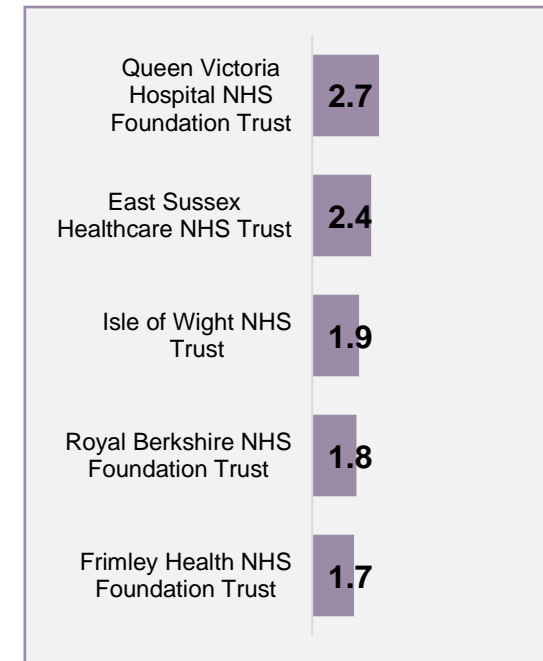 Queen Victoria
Hospital NHS
Foundation Trust
2.7
East Sussex
Healthcare NHS Trust
2.4
Isle of Wight NHS
Trust
1.9
Royal Berkshire NHS
Foundation Trust
1.8
Frimley Health NHS
Foundation Trust
1.7